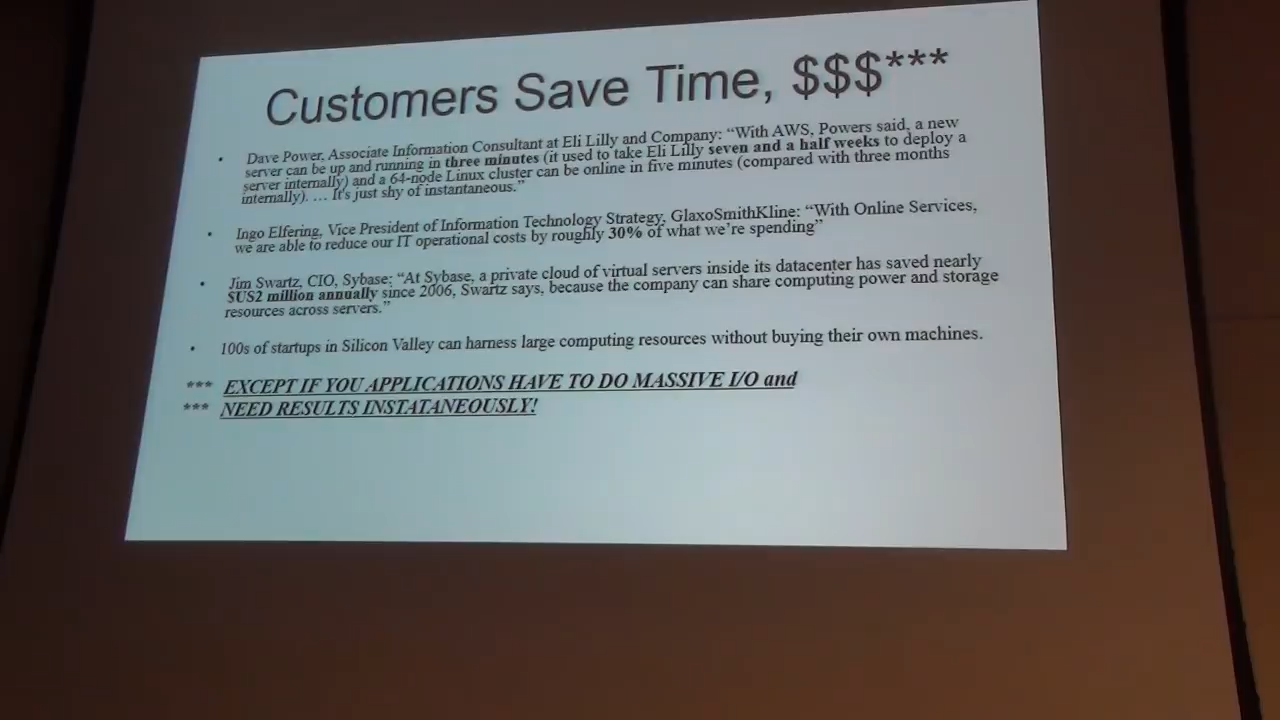 Customers Save Time, $$$***
• Dave Power, Associate Information Consultant at Eli Lilly and Company: “With AWS, Powers said, a new
server can be up and running in three minutes (it used to take Eli Lilly seven and a half weeks to deploy a
server internally) and a 64-node Linux cluster can be online in five minutes (compared with three months
internally). … It's just shy of instantaneous.”
• Ingo Elfering, Vice President of Information Technology Strategy, GlaxoSmithKline: “With Online Services,
we are able to reduce our IT operational costs by roughly 30% of what we’re spending”
• Jim Swartz, CIO, Sybase: “At Sybase, a private cloud of virtual servers inside its datacenter has saved nearly
$US2 million annually since 2006, Swartz says, because the company can share computing power and storage
resources across servers.”
• 100s of startups in Silicon Valley can harness large computing resources without buying their own machines.
*** EXCEPT IF YOU APPLICATIONS HAVE TO DO MASSIVE I/O and
*** NEED RESULTS INSTATANEOUSLY!